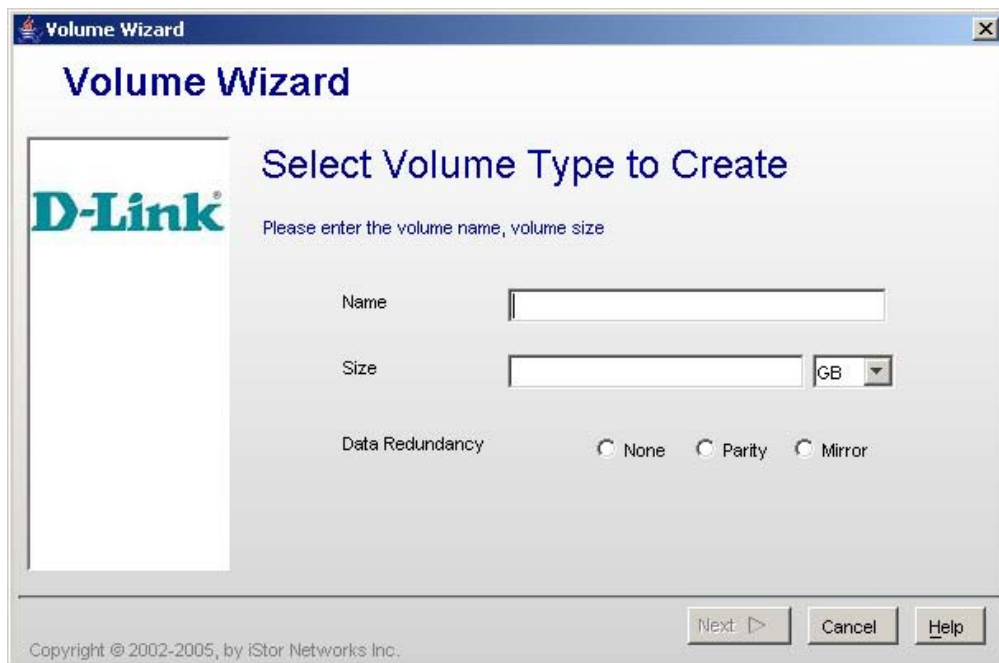 Volume Wizard
Volume Wizard
D-Link®
Select Volume Type to Create
Please enter the volume name, volume size
Name
Size
GB
Data Redundancy
None
Parity
Mirror
Next
Cancel
Help
Copyright © 2002-2005, by iStor Networks Inc.